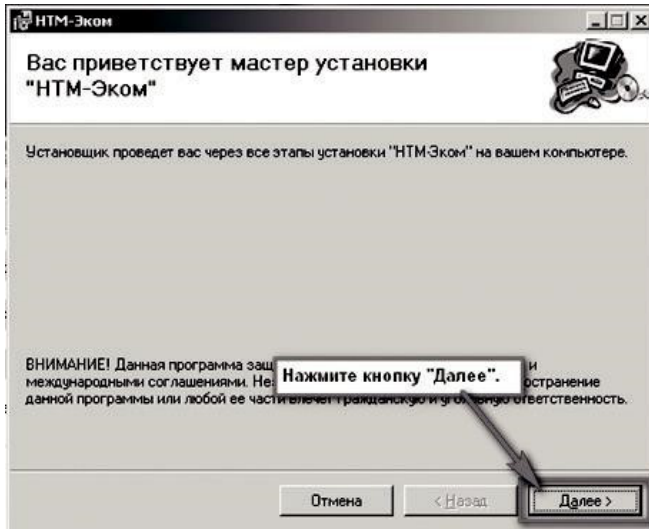 НТМ-Эком
Вас приветствует мастер установки
"НТМ-Эком"
Установщик проведет вас через все этапы установки "НТМ-Эком" на вашем компьютере.
ВНИМАНИЕ! Данная программа защ и
международными соглашениями. Не остранение
данной программы или любой ее части влечет гражданскую и уголовную ответственность.
Нажмите кнопку "Далее".
Отмена
< Назад
Далее >